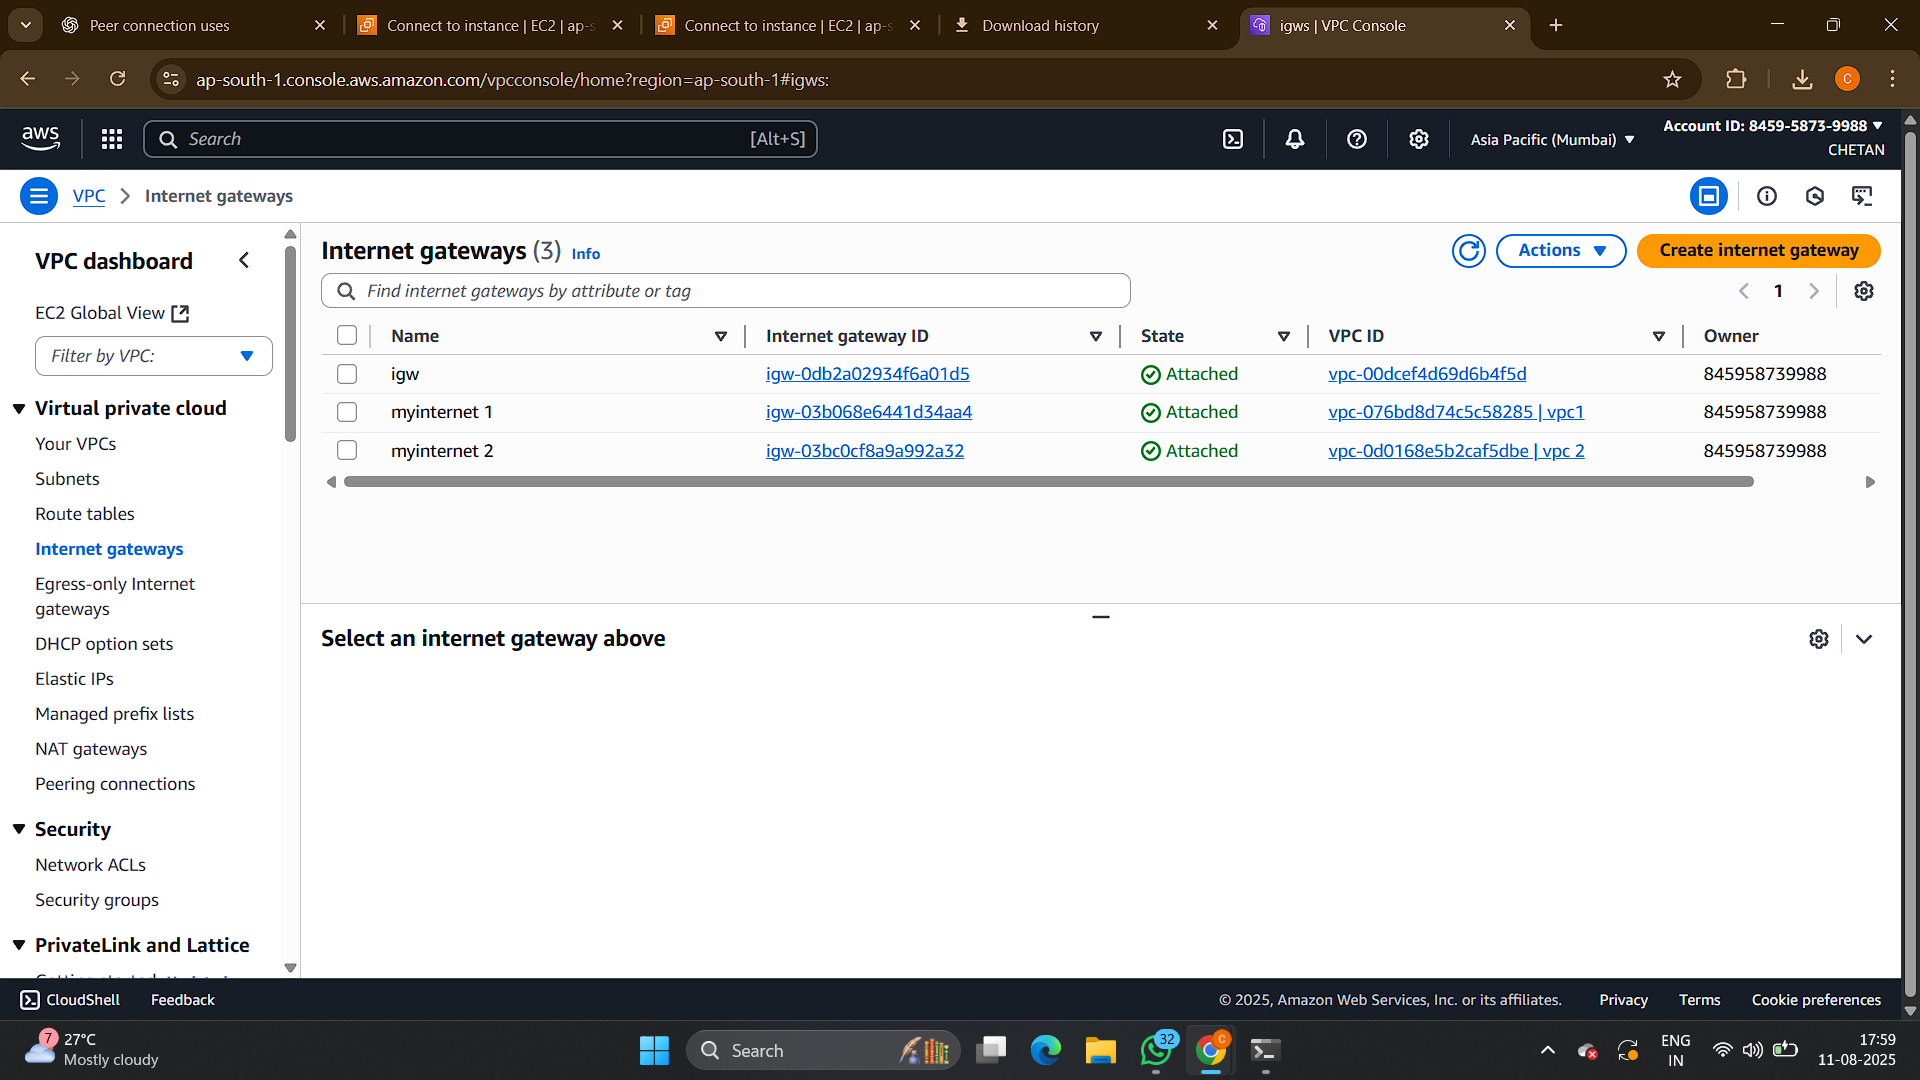 Peer connection uses
Connect to instance | EC2 | ap-s
Connect to instance | EC2 | ap-s
Download history
igws | VPC Console
ap-south-1.console.aws.amazon.com/vpcconsole/home?region=ap-south-1#igws:
C
aws
Search
[Alt+S]
Asia Pacific (Mumbai)
Account ID: 8459-5873-9988
CHETAN
VPC
Internet gateways
VPC dashboard
EC2 Global View
Filter by VPC:
Virtual private cloud
Your VPCs
Subnets
Route tables
Internet gateways
Egress-only Internet
gateways
DHCP option sets
Elastic IPs
Managed prefix lists
NAT gateways
Peering connections
Security
Network ACLs
Security groups
PrivateLink and Lattice
Internet gateways (3) Info
Actions
Create internet gateway
Find internet gateways by attribute or tag
1
Name Internet gateway ID State VPC ID Owner
igw igw-0db2a02934f6a01d5 Attached vpc-00dcef4d69d6b4f5d 845958739988
myinternet 1 igw-03b068e6441d34aa4 Attached vpc-076bd8d74c5c58285 | vpc1 845958739988
myinternet 2 igw-03bc0cf8a9a992a32 Attached vpc-0d0168e5b2caf5dbe | vpc 2 845958739988
Select an internet gateway above
CloudShell Feedback
© 2025, Amazon Web Services, Inc. or its affiliates. Privacy Terms Cookie preferences
7
27°C
Mostly cloudy
Search
32
C
ENG
IN
17:59
11-08-2025